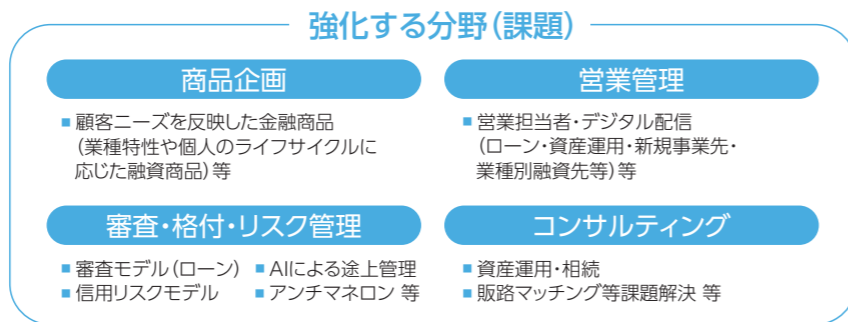 強化する分野(課題)
商品企画
■ 顧客ニーズを反映した金融商品
(業種特性や個人のライフサイクルに
応じた融資商品)等
営業管理
■ 営業担当者・デジタル配信
(ローン・資産運用・新規事業先・
業種別融資先等)等
審査・格付・リスク管理
■ 審査モデル(ローン) ■ AIによる途上管理
■ 信用リスクモデル ■ アンチマネロン 等
コンサルティング
■ 資産運用・相続
■ 販路マッチング等課題解決 等